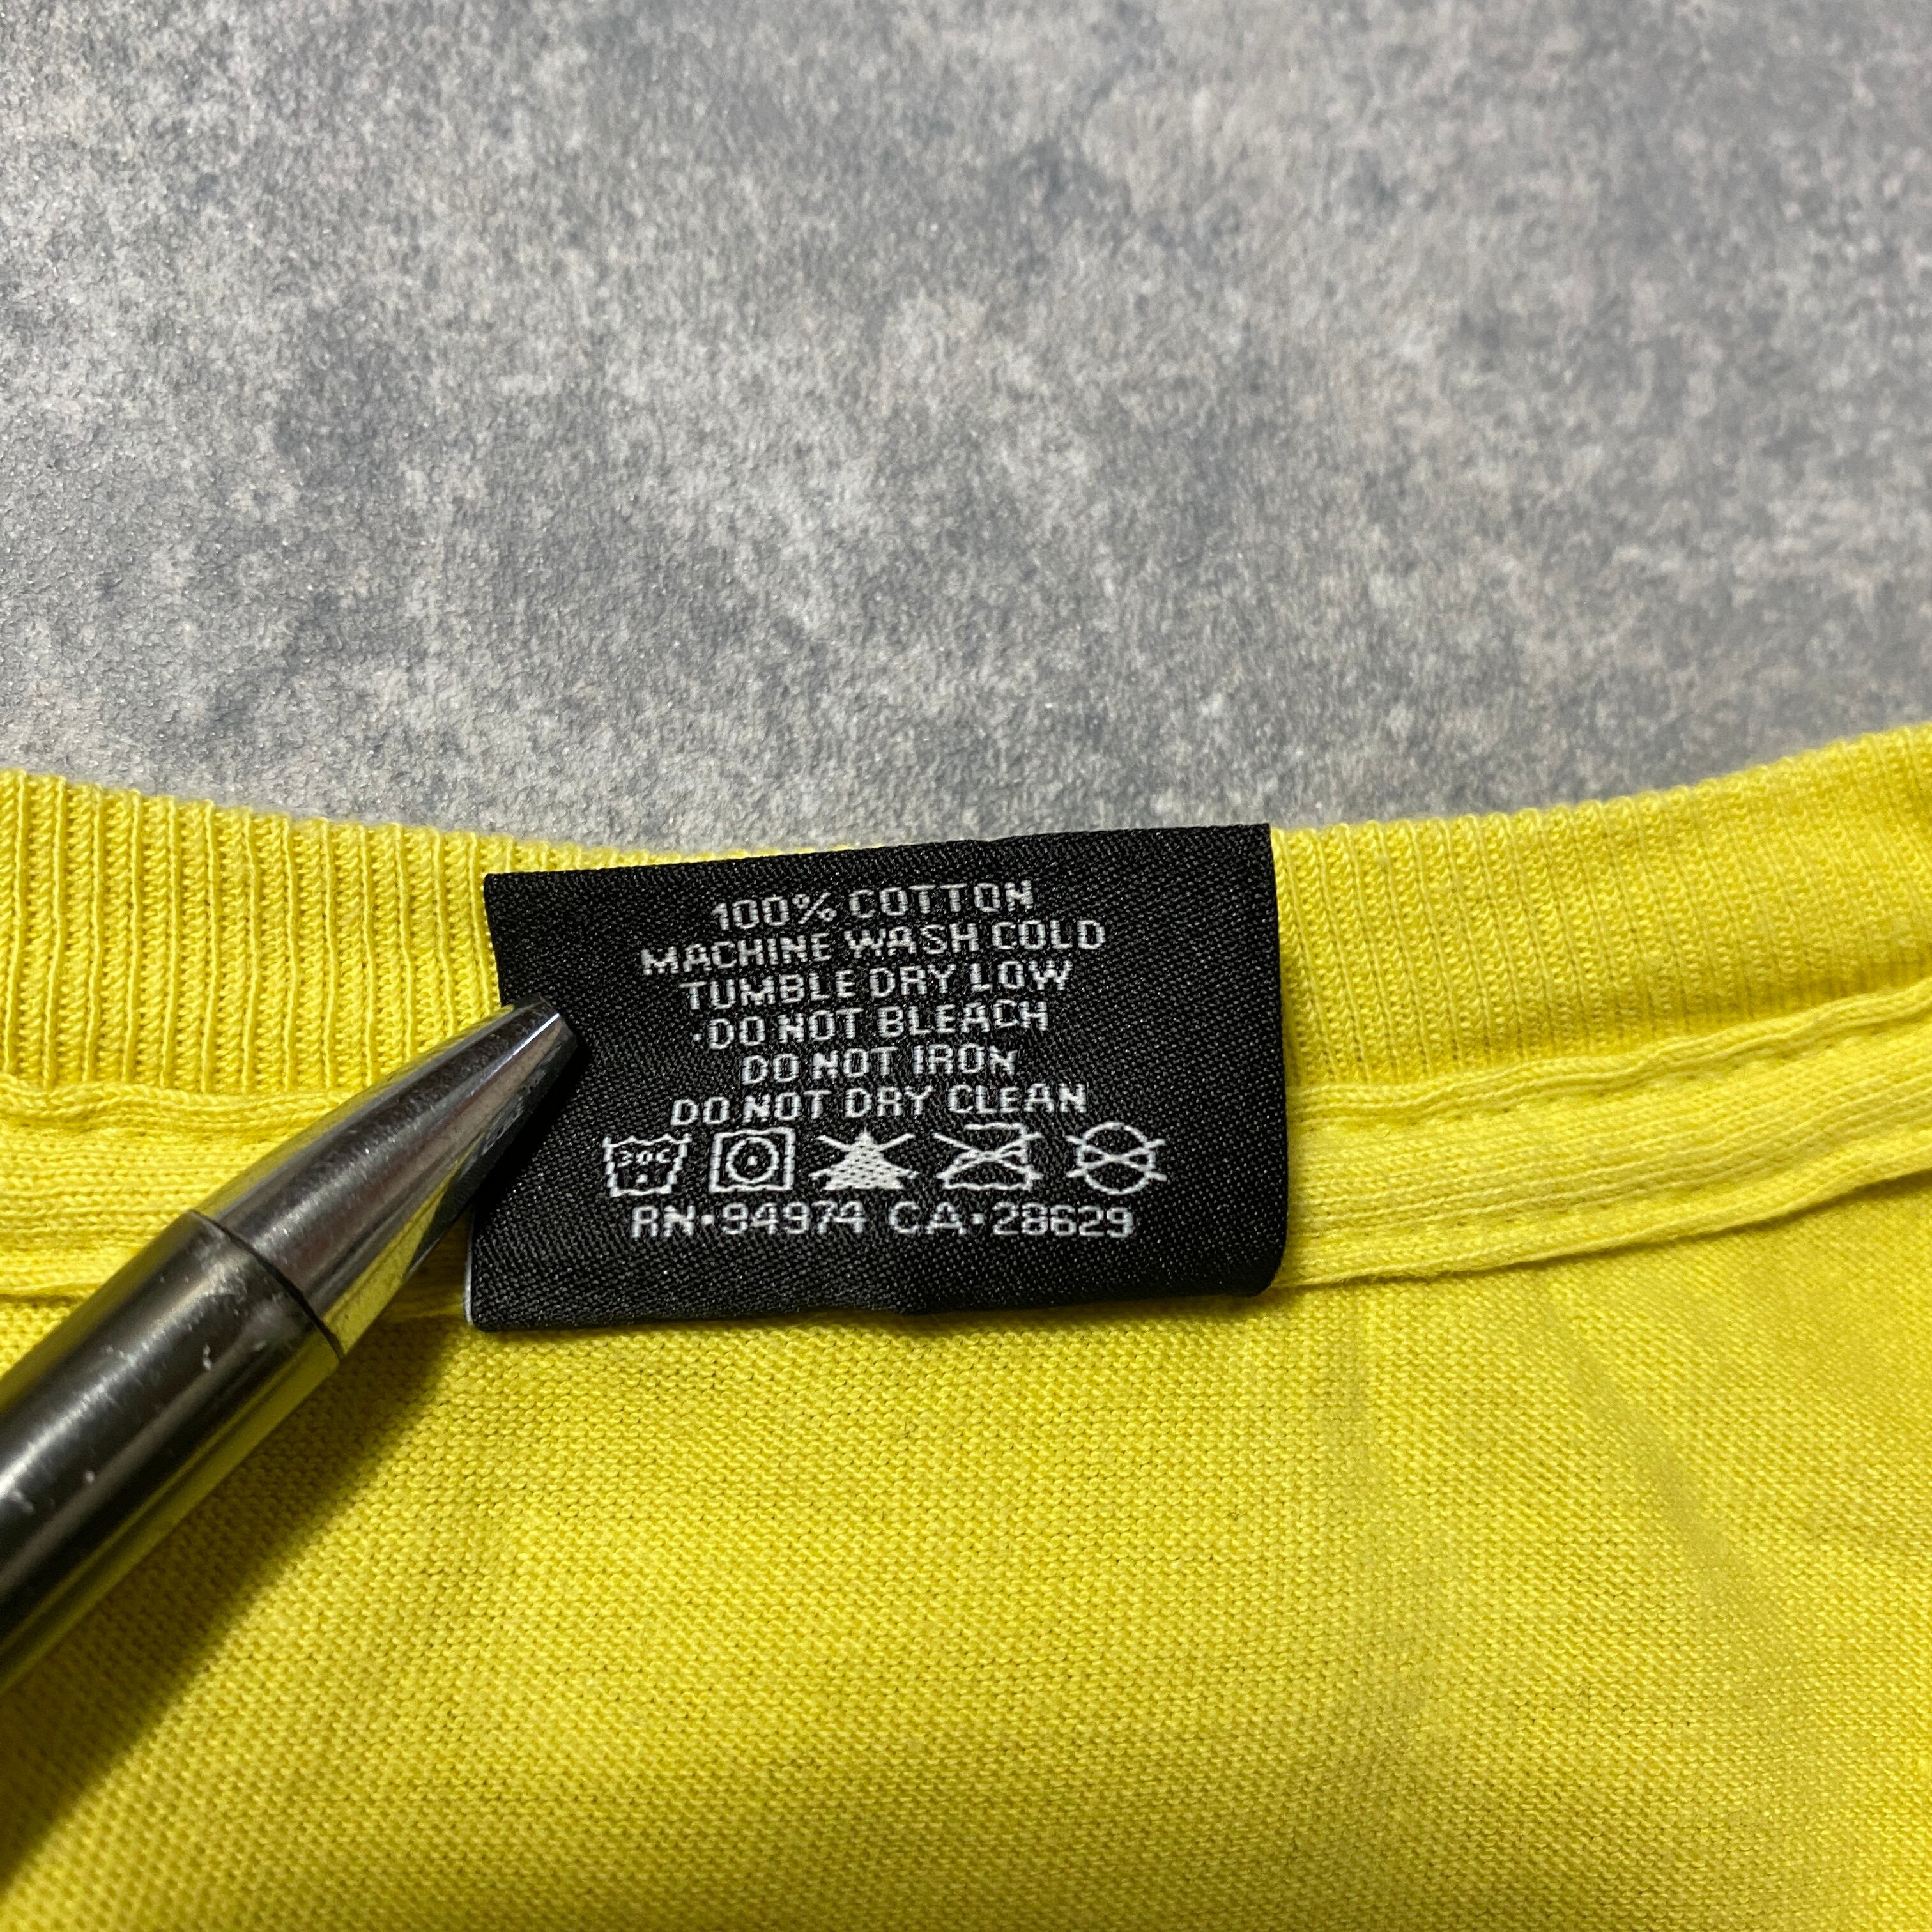 100% COTTON
MACHINE WASH COLD
TUMBLE DRY LOW
·DO NOT BLEACH
DO NOT IRON
DO NOT DRY CLEAN
30C
RN·94974 CA·28629